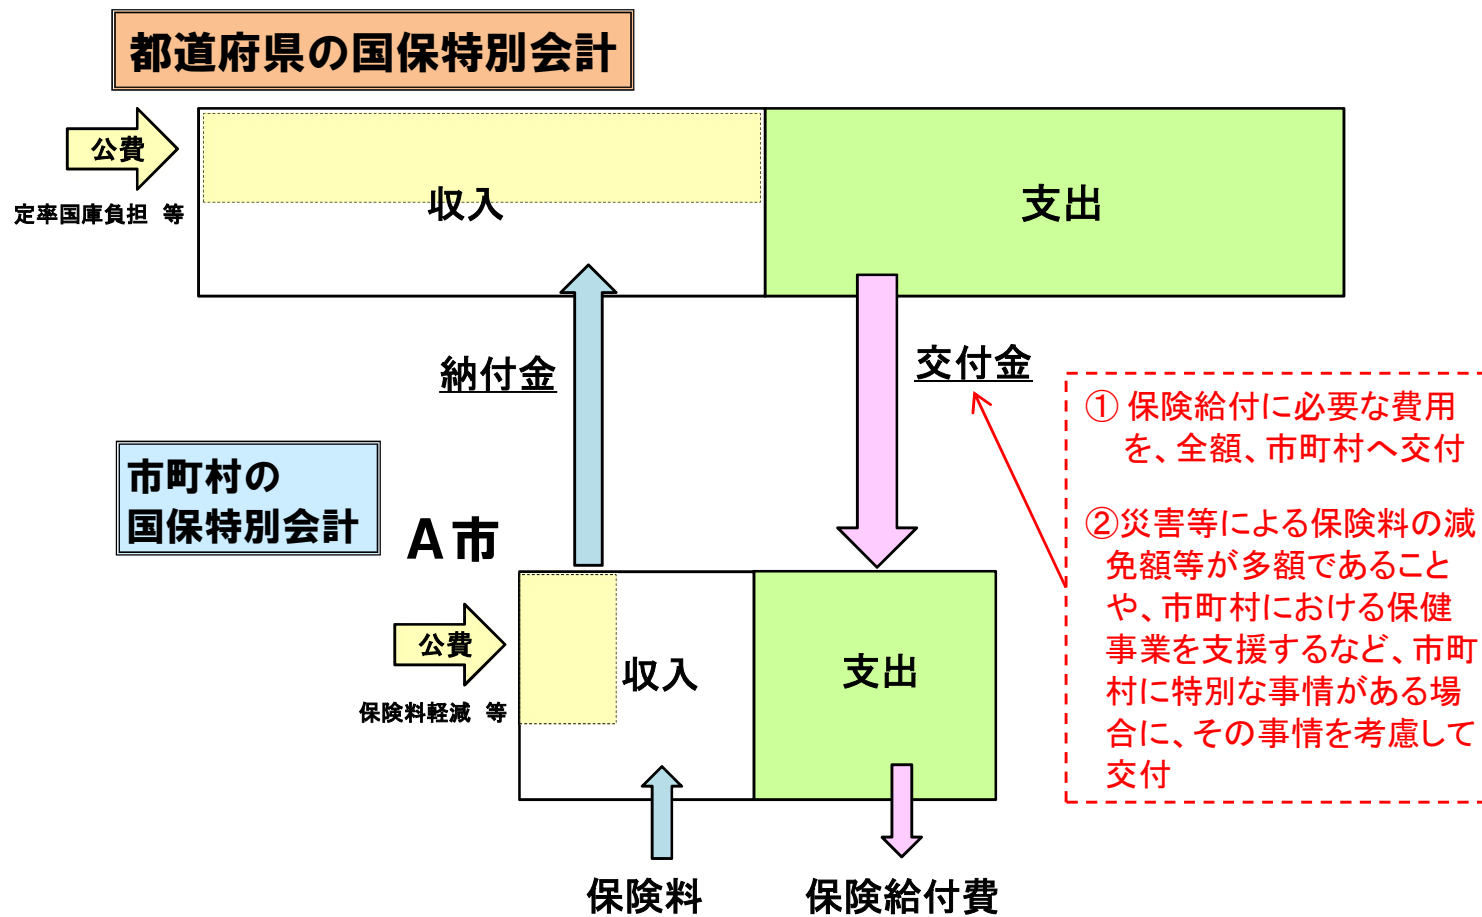 都道府県の国保特別会計
公費
定率国庫負担　等
収入
支出
納付金
交付金
① 保険給付に必要な費用
を、全額、市町村へ交付
②災害等による保険料の減
免額等が多額であること
や、市町村における保健
事業を支援するなど、市町
村に特別な事情がある場
合に、その事情を考慮して
交付
市町村の
国保特別会計
A市
公費
保険料軽減　等
収入
支出
保険料
保険給付費